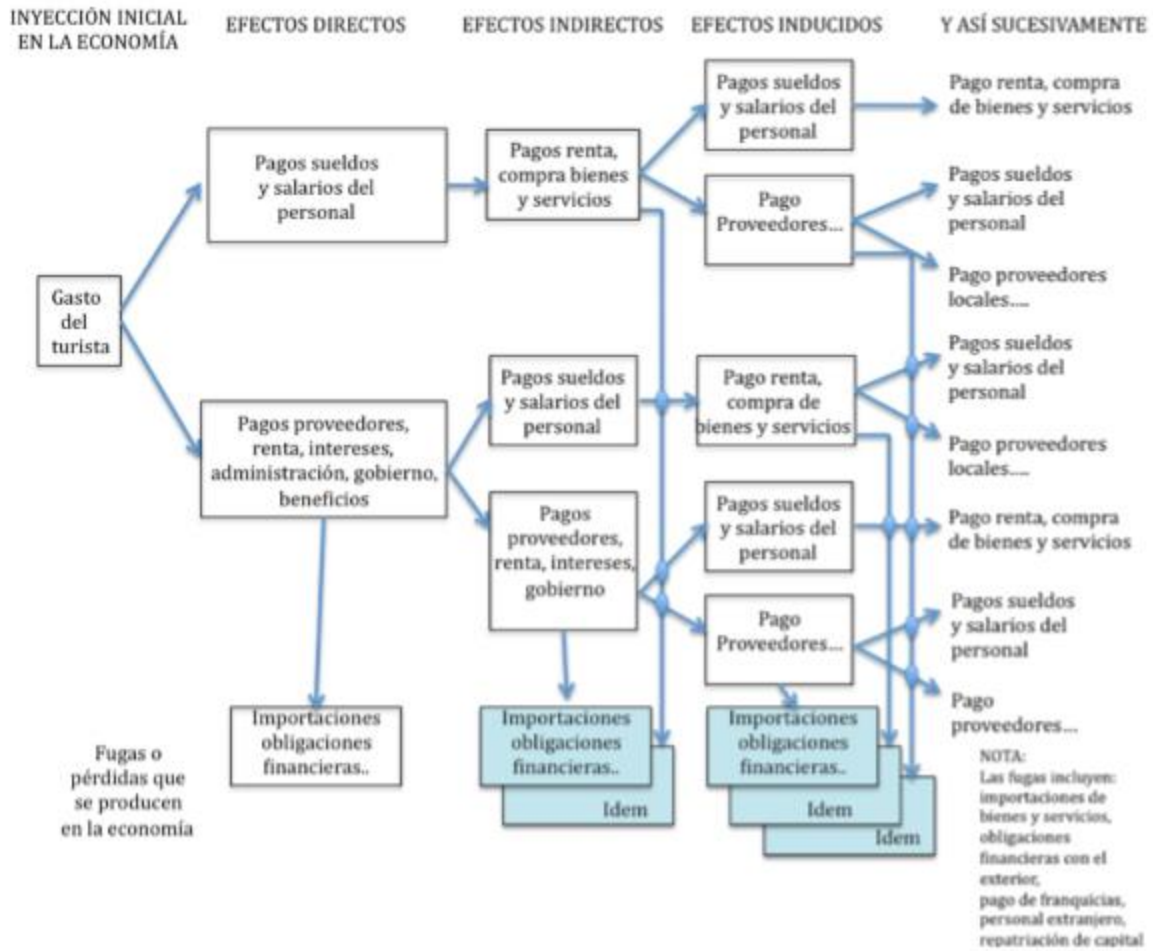 INYECCIÓN INICIAL
EN LA ECONOMÍA
EFECTOS DIRECTOS
EFECTOS INDIRECTOS
EFECTOS INDUCIDOS
Y ASÍ SUCESIVAMENTE
Gasto
del
turista
Pagos sueldos
y salarios del
personal
Pagos proveedores,
renta, intereses,
administración, gobierno,
beneficios
Pagos renta,
compra bienes
y servicios
Pagos sueldos
y salarios del
personal
Pagos
proveedores,
renta, intereses,
gobierno
Pagos sueldos
y salarios del
personal
Pago
Proveedores...
Pago renta,
compra de
bienes y servicios
Pagos sueldos
y salarios del
personal
Pago
Proveedores...
Pago renta, compra
de bienes y servicios
Pagos sueldos
y salarios del
personal
Pago proveedores
locales....
Pagos sueldos
y salarios del
personal
Pago proveedores
locales....
Pago renta, compra
de bienes y servicios
Pagos sueldos
y salarios del
personal
Pago
proveedores...
Fugas o
pérdidas que
se producen
en la economía
Importaciones
obligaciones
financieras..
Importaciones
obligaciones
financieras..
Idem
Importaciones
obligaciones
financieras..
Idem
Idem
NOTA:
Las fugas incluyen:
importaciones de
bienes y servicios,
obligaciones
financieras con el
exterior,
pago de franquicias,
personal extranjero,
repatriación de capital